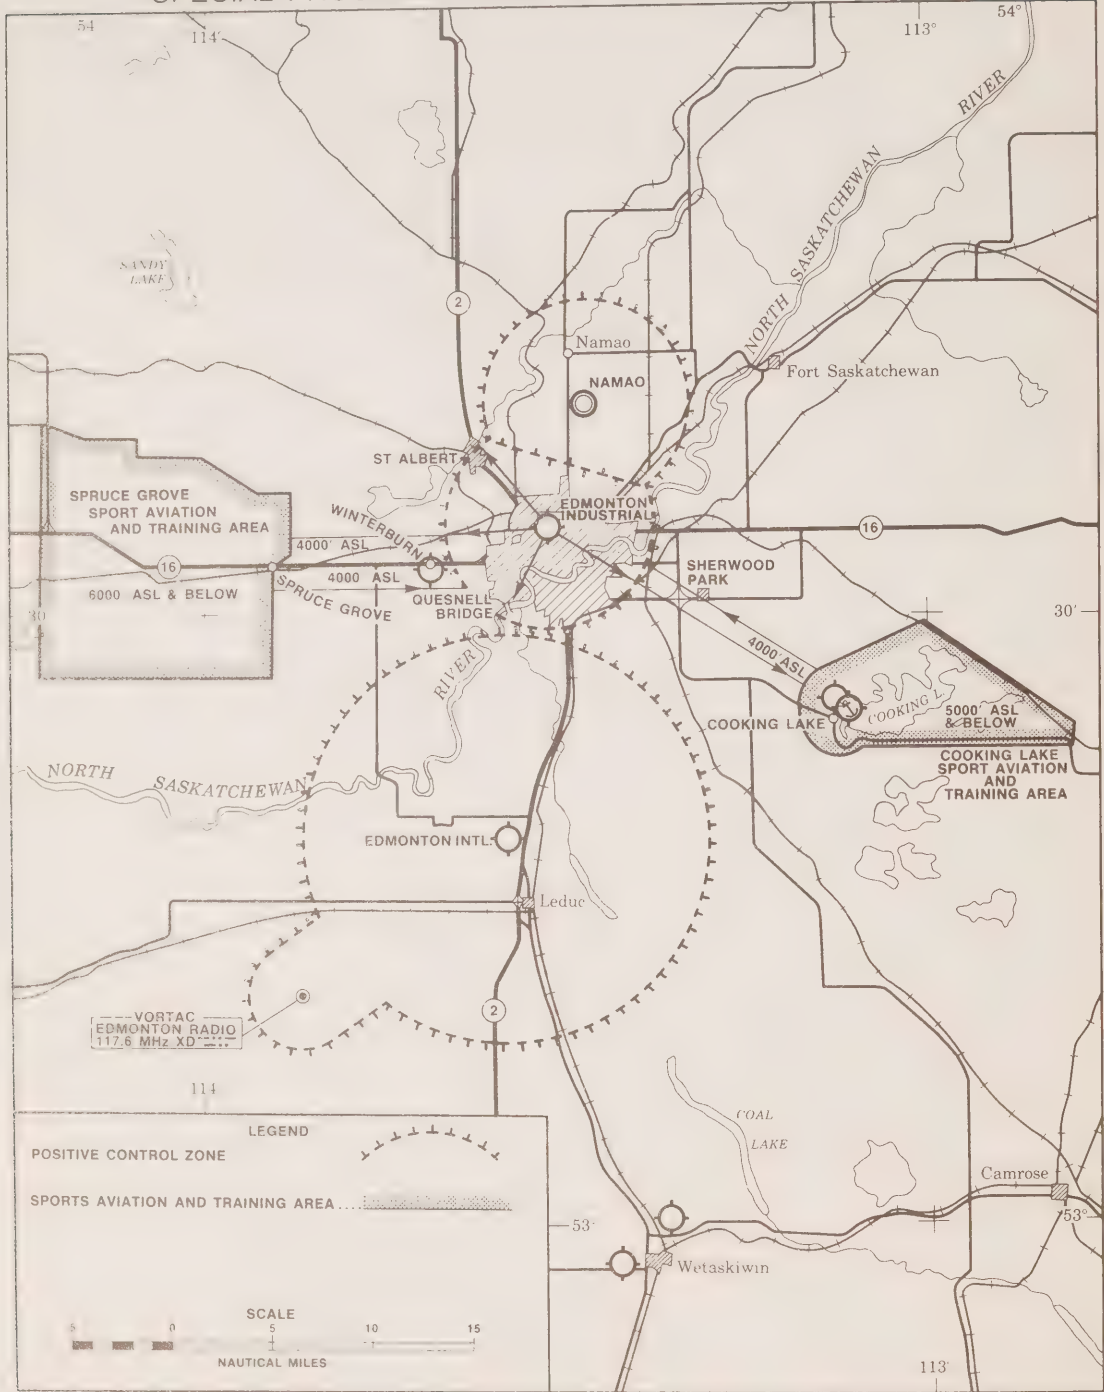 54
114°
113°
54°
RIVER
NORTH SASKATCHEWAN
SANDY
LAKE
2
Namao
NAMAO
Fort Saskatchewan
ST ALBERT
SPRUCE GROVE
SPORT AVIATION
AND TRAINING AREA
WINTERBURN
EDMONTON
INDUSTRIAL
16
4000' ASL
16
4000 ASL
6000 ASL & BELOW
SPRUCE GROVE
QUESNELL
BRIDGE
SHERWOOD
PARK
30
30'
4000' ASL
RIVER
COOKING LAKE
COOKING L.
5000' ASL
& BELOW
COOKING LAKE
SPORT AVIATION
AND
TRAINING AREA
NORTH SASKATCHEWAN
EDMONTON INTL.
Leduc
2
VORTAC
EDMONTON RADIO
117.6 MHz XD
114
COAL
LAKE
Camrose
53°
53°
Wetaskiwin
113°
LEGEND
POSITIVE CONTROL ZONE
SPORTS AVIATION AND TRAINING AREA
SCALE
5 0 5 10 15
NAUTICAL MILES